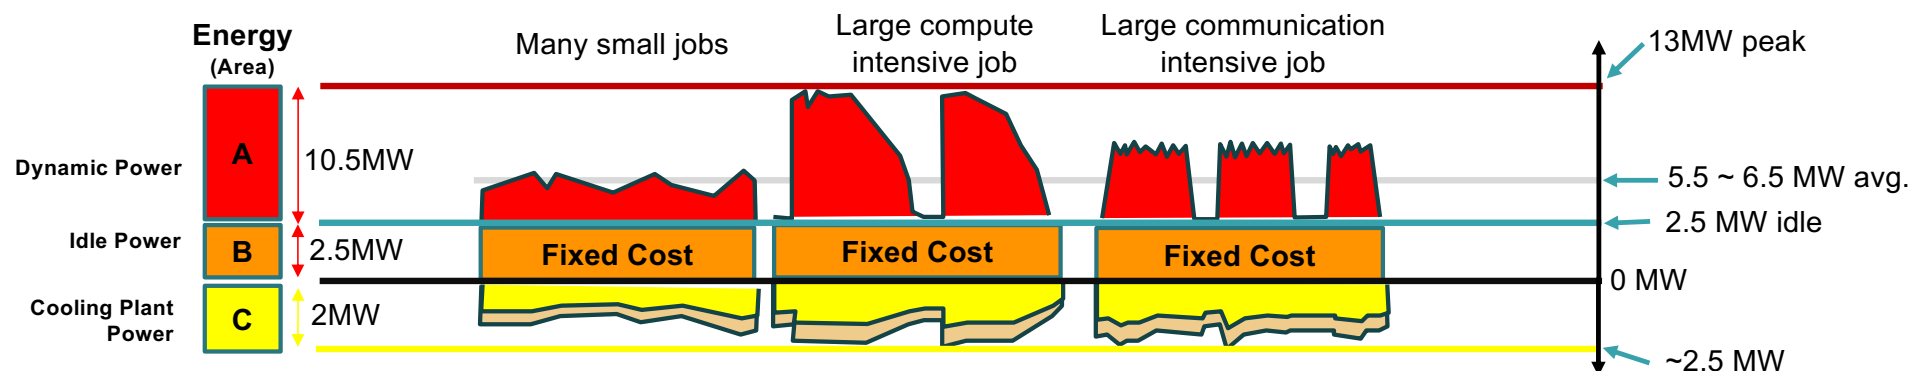 Energy
(Area)
Many small jobs
Large compute
intensive job
Large communication
intensive job
13MW peak
A
10.5MW
Dynamic Power
5.5 ~ 6.5 MW avg.
2.5 MW idle
Idle Power
B
2.5MW
Fixed Cost
Fixed Cost
Fixed Cost
0 MW
Cooling Plant
Power
C
2MW
~2.5 MW